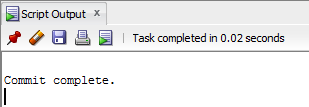 Script Output x
Task completed in 0.02 seconds
Commit complete.